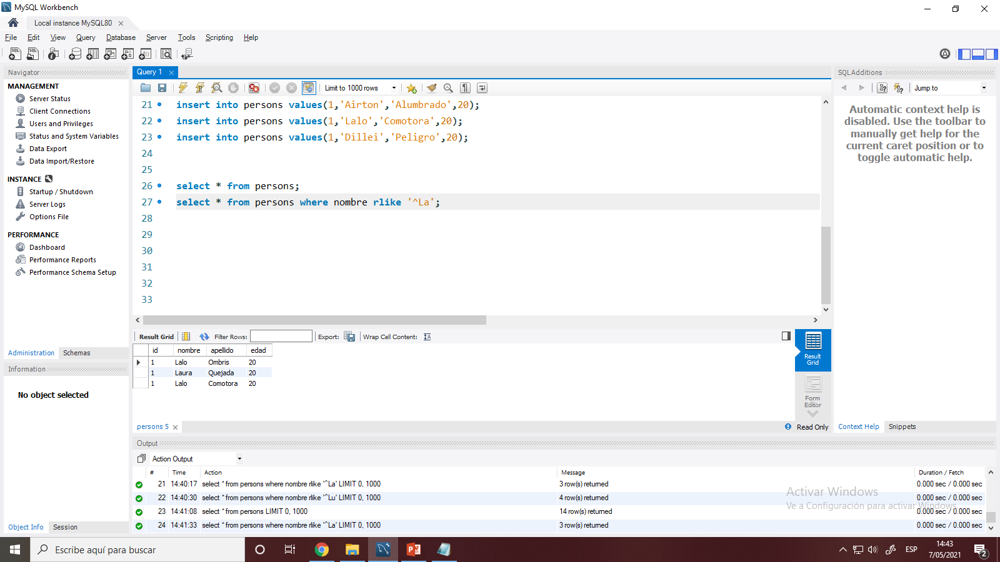 MySQL Workbench
Local instance MySQL80
File Edit View Query Database Server Tools Scripting Help
Navigator
MANAGEMENT
Server Status
Client Connections
Users and Privileges
Status and System Variables
Data Export
Data Import/Restore
INSTANCE
Startup / Shutdown
Server Logs
Options File
PERFORMANCE
Dashboard
Performance Reports
Performance Schema Setup
Administration Schemas
Information
No object selected
Object Info Session
Query 1
Limit to 1000 rows
21 insert into persons values(1,'Airton','Alumbrado',20);
22 insert into persons values(1,'Lalo','Comotora',20);
23 insert into persons values(1,'Dillei','Peligro',20);
24
25
26 select * from persons;
27 select * from persons where nombre rlike '^La';
28
29
30
31
32
33
Result Grid Filter Rows: Export: Wrap Cell Content:
id nombre apellido edad
1 Lalo Ombris 20
1 Laura Quejada 20
1 Lalo Comotora 20
Result
Grid
Form
Editor
persons 5
Read Only
SQLAdditions
Jump to
Automatic context help is
disabled. Use the toolbar to
manually get help for the
current caret position or to
toggle automatic help.
Context Help Snippets
Output
Action Output
# Time Action Message Duration / Fetch
21 14:40:17 select * from persons where nombre rlike '^La' LIMIT 0, 1000 3 row(s) returned 0.000 sec / 0.000 sec
22 14:40:30 select * from persons where nombre rlike '^Lu' LIMIT 0, 1000 4 row(s) returned 0.000 sec / 0.000 sec
23 14:41:08 select * from persons LIMIT 0, 1000 14 row(s) returned 0.000 sec / 0.000 sec
24 14:41:33 select * from persons where nombre rlike '^La' LIMIT 0, 1000 3 row(s) returned 0.000 sec / 0.000 sec
Activar Windows
Ve a Configuración para activar Windows.
Escribe aquí para buscar
ESP
14:43
7/05/2021
2